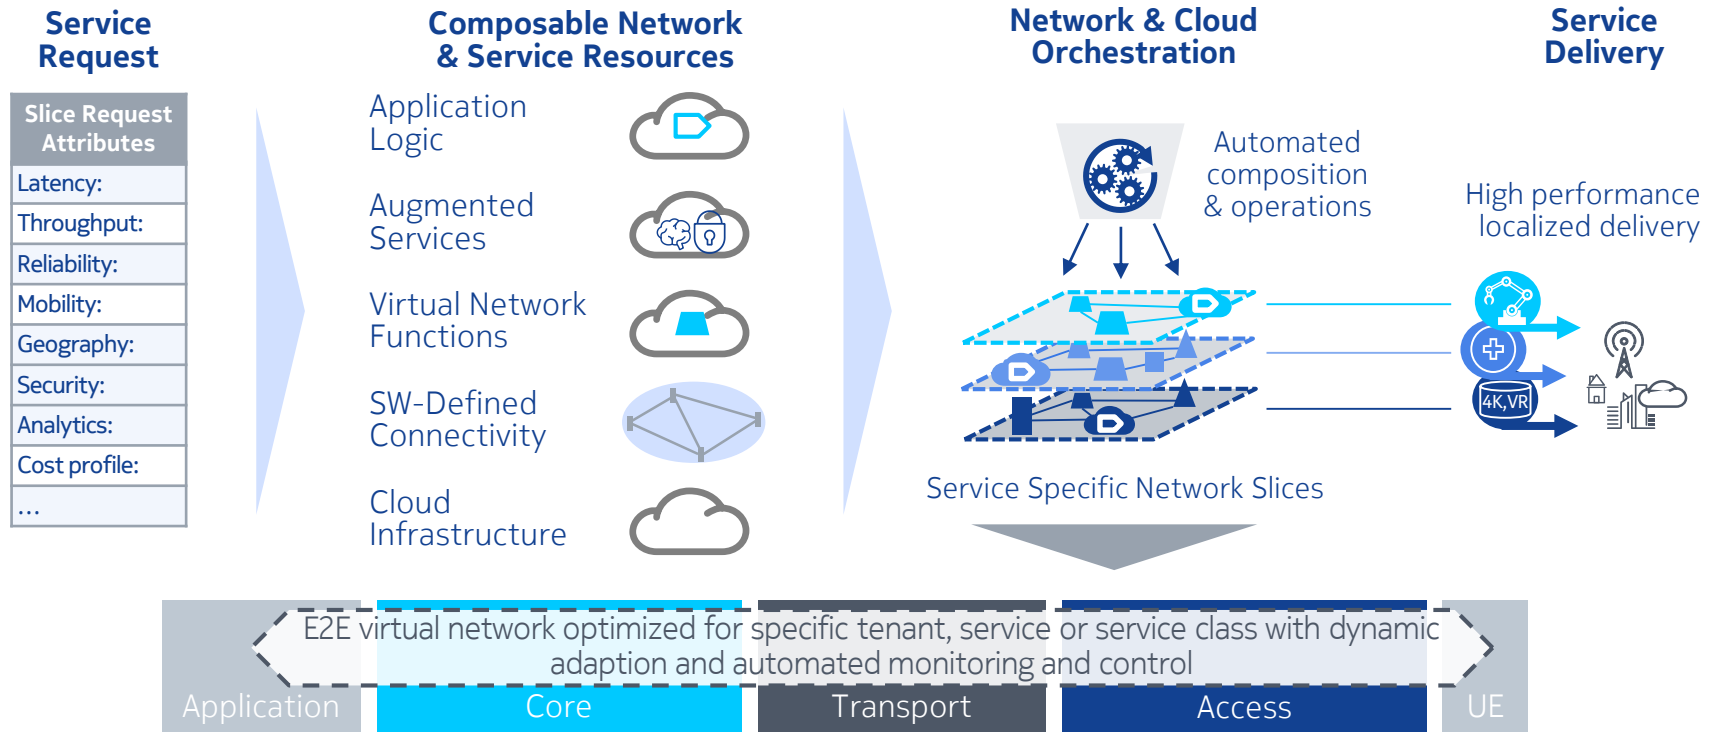 Service
Request
Slice Request
Attributes
Latency:
Throughput:
Reliability:
Mobility:
Geography:
Security:
Analytics:
Cost profile:
...
Composable Network
& Service Resources
Application
Logic
Augmented
Services
Virtual Network
Functions
SW-Defined
Connectivity
Cloud
Infrastructure
Network & Cloud
Orchestration
Automated
composition
& operations
Service Specific Network Slices
Service
Delivery
High performance
localized delivery
4K,VR
E2E virtual network optimized for specific tenant, service or service class with dynamic
adaption and automated monitoring and control
Application
Core
Transport
Access
UE